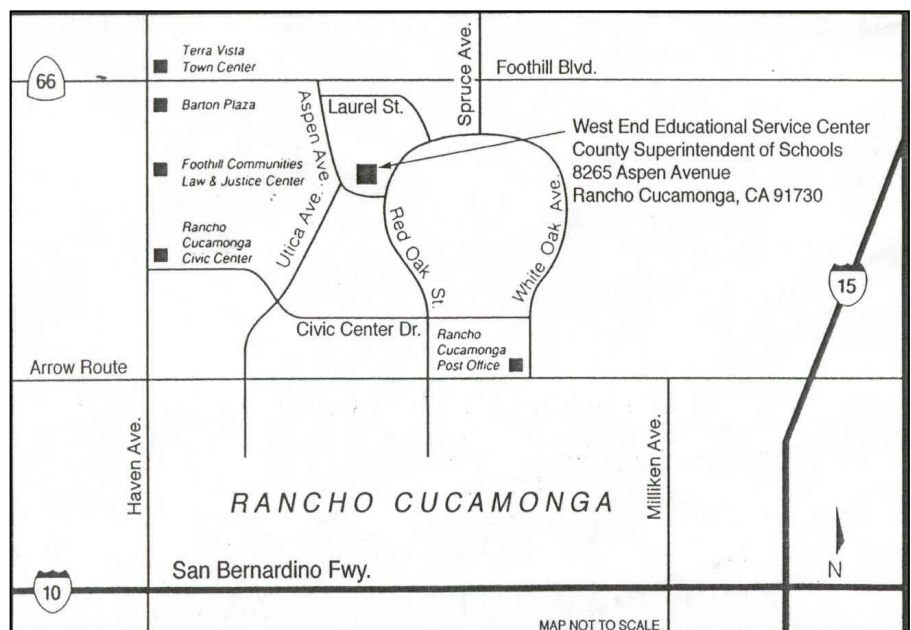 Terra Vista
Town Center
66
Foothill Blvd.
Spruce Ave.
Barton Plaza
Aspen Ave.
Laurel St.
West End Educational Service Center
County Superintendent of Schools
8265 Aspen Avenue
Rancho Cucamonga, CA 91730
Foothill Communities
Law & Justice Center
Utica Ave.
Red Oak St.
White Oak Ave.
Rancho
Cucamonga
Civic Center
15
Civic Center Dr.
Rancho
Cucamonga
Post Office
Arrow Route
Haven Ave.
Milliken Ave.
RANCHO CUCAMONGA
N
San Bernardino Fwy.
10
MAP NOT TO SCALE